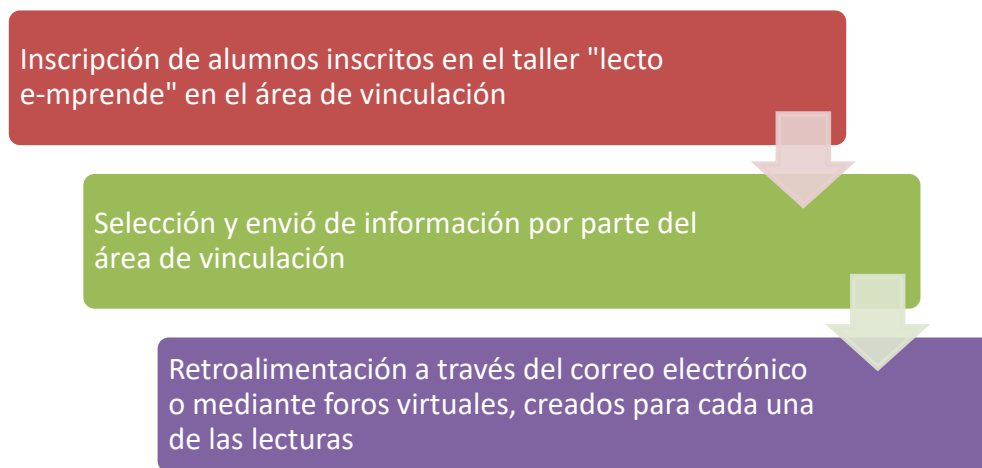 Inscripción de alumnos inscritos en el taller "lecto
e-mprende" en el área de vinculación
Selección y envió de información por parte del
área de vinculación
Retroalimentación a través del correo electrónico
o mediante foros virtuales, creados para cada una
de las lecturas